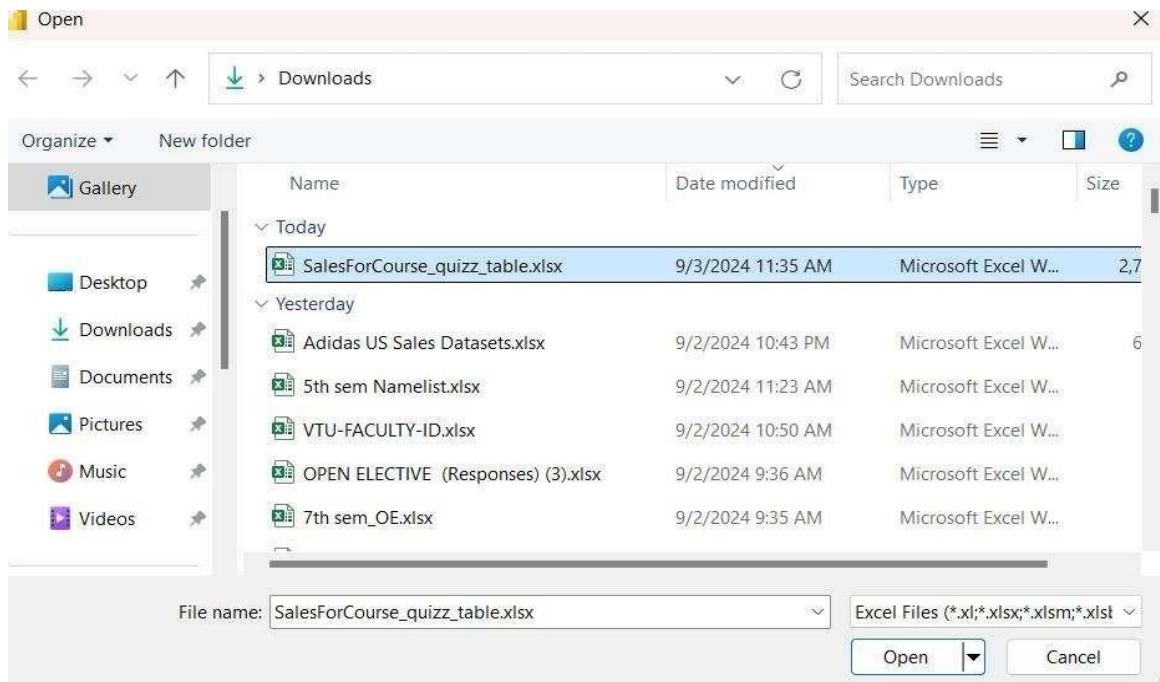 Open
Downloads
Search Downloads
Organize
New folder
Gallery
Desktop
Downloads
Documents
Pictures
Music
Videos
Name Date modified Type Size
Today
SalesForCourse_quizz_table.xlsx 9/3/2024 11:35 AM Microsoft Excel W... 2,7
Yesterday
Adidas US Sales Datasets.xlsx 9/2/2024 10:43 PM Microsoft Excel W... 6
5th sem Namelist.xlsx 9/2/2024 11:23 AM Microsoft Excel W...
VTU-FACULTY-ID.xlsx 9/2/2024 10:50 AM Microsoft Excel W...
OPEN ELECTIVE (Responses) (3).xlsx 9/2/2024 9:36 AM Microsoft Excel W...
7th sem_OE.xlsx 9/2/2024 9:35 AM Microsoft Excel W...
File name: SalesForCourse_quizz_table.xlsx Excel Files (*.xl;*.xlsx;*.xlsm;*.xlsb
Open Cancel